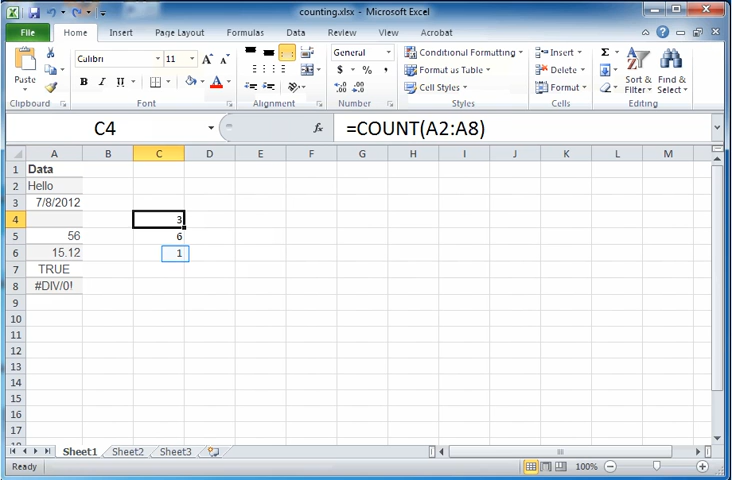 counting.xlsx - Microsoft Excel
File Home Insert Page Layout Formulas Data Review View Acrobat
Paste
Calibri 11 A A
B I U A
General
$ % ,
Conditional Formatting
Format as Table
Cell Styles
Insert
Delete
Format
Σ
Sort & Filter
Find & Select
Clipboard Font Alignment Number Styles Cells Editing
C4 fx =COUNT(A2:A8)
A B C D E F G H I J K L M
1 Data
2 Hello
3 7/8/2012
4 3
5 56 6
6 15.12 1
7 TRUE
8 #DIV/0!
9
10
11
12
13
14
15
16
17
Sheet1 Sheet2 Sheet3
Ready 100%